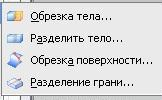 Обрезка тела...
Разделить тело...
Обрезка поверхности...
Разделение грани...